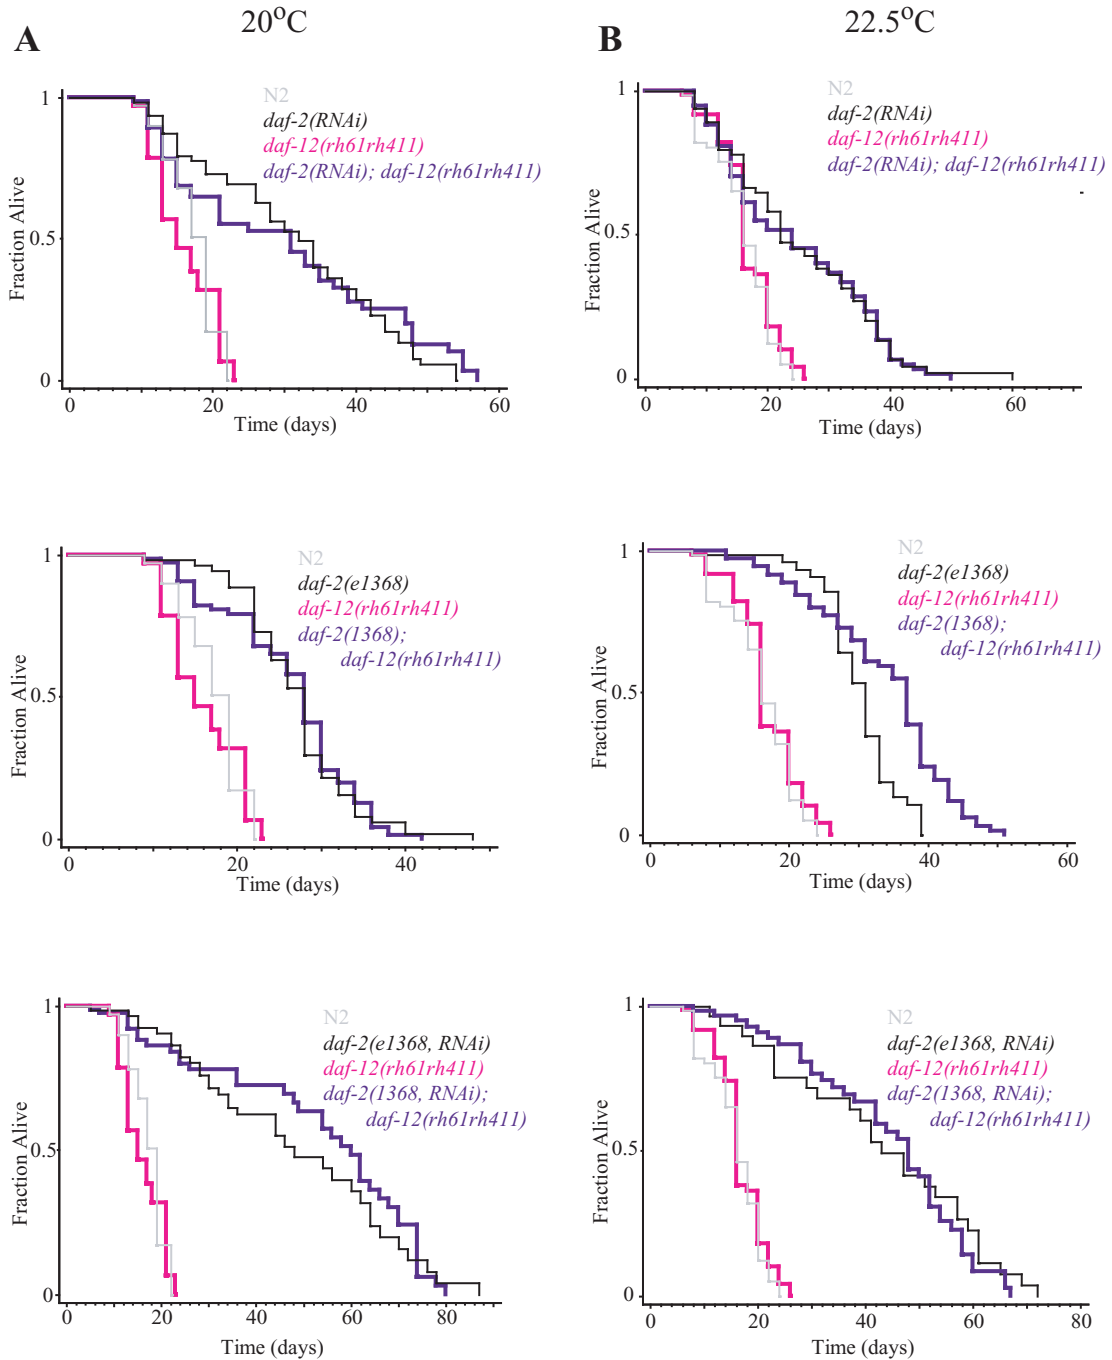 20°C
22.5°C
A
B
N2
daf-2(RNAi)
daf-12(rh61rh411)
daf-2(RNAi); daf-12(rh61rh411)
1
0.5
0
Fraction Alive
0 20 40 60
Time (days)
N2
daf-2(RNAi)
daf-12(rh61rh411)
daf-2(RNAi); daf-12(rh61rh411)
1
0.5
0
Fraction Alive
0 20 40 60
Time (days)
N2
daf-2(e1368)
daf-12(rh61rh411)
daf-2(1368);
daf-12(rh61rh411)
1
0.5
0
Fraction Alive
0 20 40
Time (days)
N2
daf-2(e1368)
daf-12(rh61rh411)
daf-2(1368);
daf-12(rh61rh411)
1
0.5
0
Fraction Alive
0 20 40 60
Time (days)
N2
daf-2(e1368, RNAi)
daf-12(rh61rh411)
daf-2(1368, RNAi);
daf-12(rh61rh411)
1
0.5
0
Fraction Alive
0 20 40 60 80
Time (days)
N2
daf-2(e1368, RNAi)
daf-12(rh61rh411)
daf-2(1368, RNAi);
daf-12(rh61rh411)
1
0.5
0
Fraction Alive
0 20 40 60 80
Time (days)